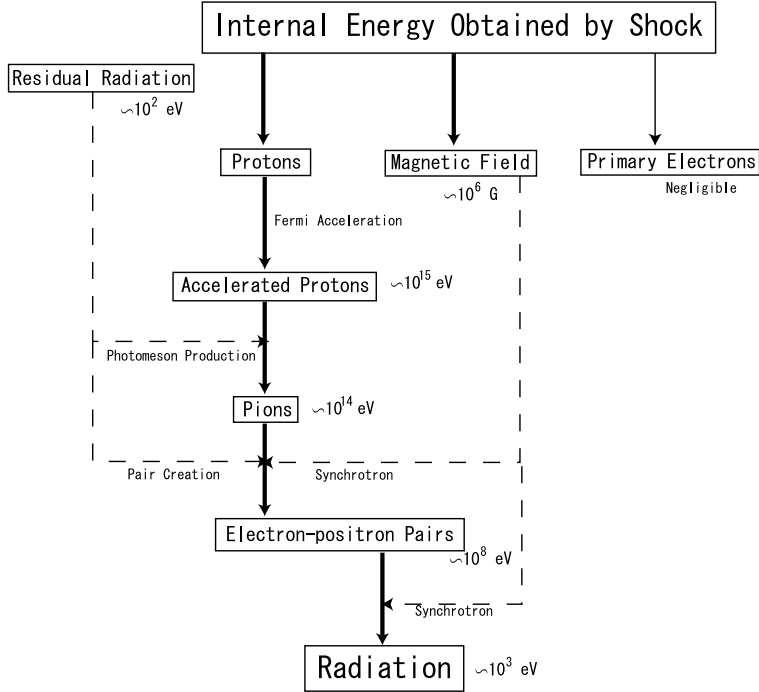 Internal Energy Obtained by Shock
Residual Radiation
∽10² eV
Protons
Magnetic Field
∽10⁶ G
Primary Electrons
Negligible
Fermi Acceleration
Accelerated Protons
∽10¹⁵ eV
Photomeson Production
Pions
∽10¹⁴ eV
Pair Creation
Synchrotron
Electron-positron Pairs
∽10⁸ eV
Synchrotron
Radiation
∽10³ eV